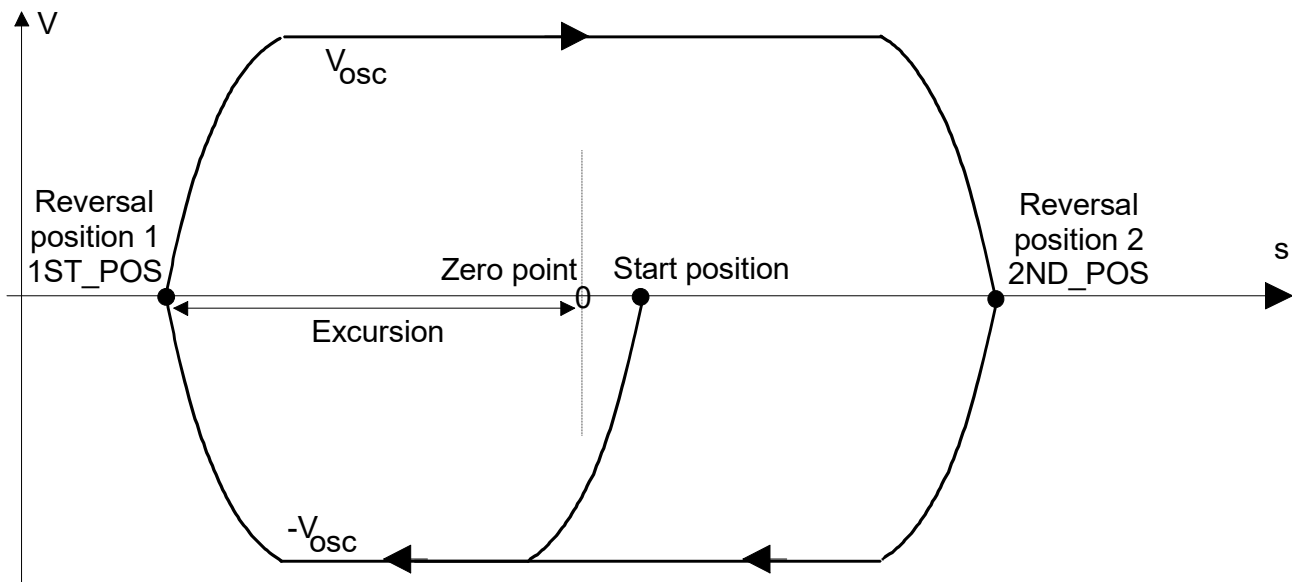 V
Vosc
Reversal
position 1
1ST_POS
Reversal
position 2
2ND_POS
s
Zero point
Start position
0
Excursion
-Vosc